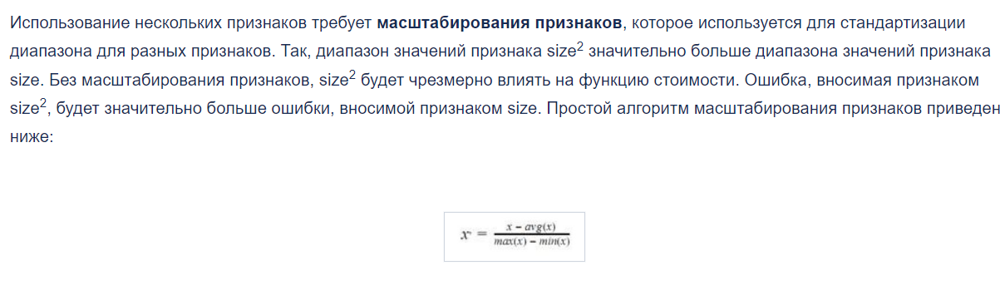 Использование нескольких признаков требует масштабирования признаков, которое используется для стандартизации
диапазона для разных признаков. Так, диапазон значений признака size² значительно больше диапазона значений признака
size. Без масштабирования признаков, size² будет чрезмерно влиять на функцию стоимости. Ошибка, вносимая признаком
size², будет значительно больше ошибки, вносимой признаком size. Простой алгоритм масштабирования признаков приведен
ниже:
x' = 
x − avg(x)
max(x) − min(x)